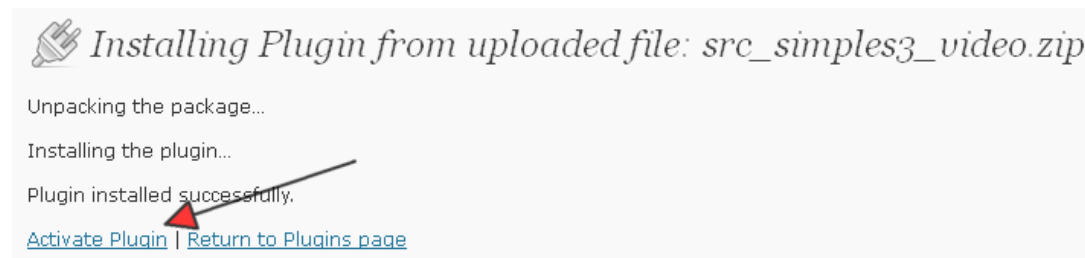 Installing Plugin from uploaded file: src_simples3_video.zip
Unpacking the package...
Installing the plugin...
Plugin installed successfully.
Activate Plugin | Return to Plugins page